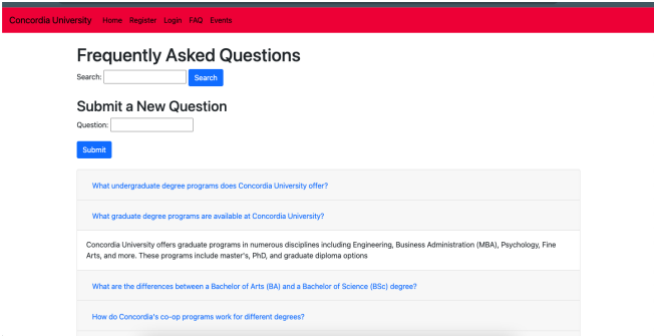 Concordia University Home Register Login FAQ Events
Frequently Asked Questions
Search: Search
Submit a New Question
Question:
Submit
What undergraduate degree programs does Concordia University offer?
What graduate degree programs are available at Concordia University?
Concordia University offers graduate programs in numerous disciplines including Engineering, Business Administration (MBA), Psychology, Fine
Arts, and more. These programs include master's, PhD, and graduate diploma options
What are the differences between a Bachelor of Arts (BA) and a Bachelor of Science (BSc) degree?
How do Concordia's co-op programs work for different degrees?